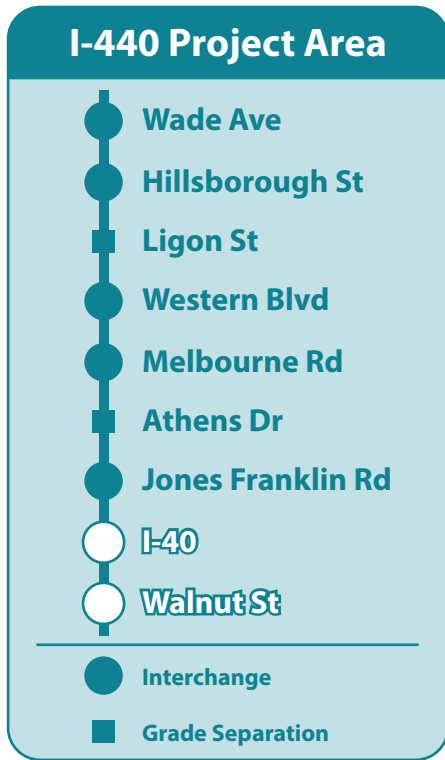 I-440 Project Area
Wade Ave
Hillsborough St
Ligon St
Western Blvd
Melbourne Rd
Athens Dr
Jones Franklin Rd
I-40
Walnut St
Interchange
Grade Separation